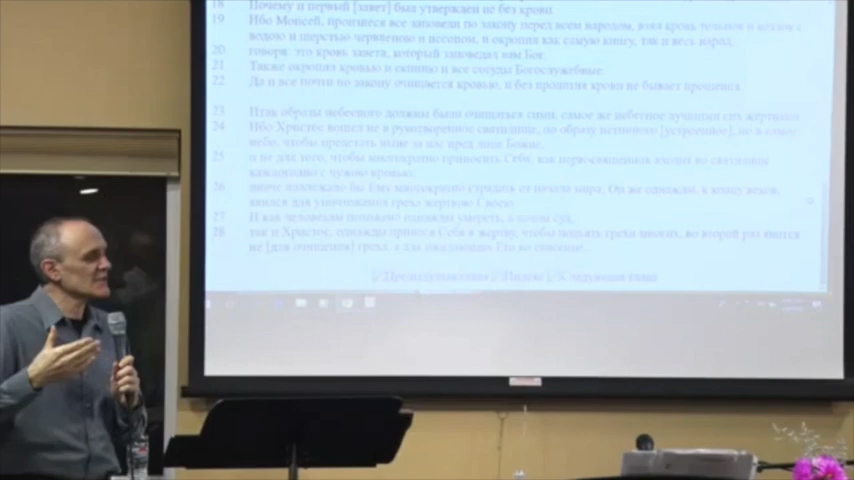 18 Почему и первый [завет] был утвержден не без крови.
19 Ибо Моисей, произнеся все заповеди по закону перед всем народом, взял кровь тельцов и козлов с
водою и шерстью червленою и иссопом, и окропил как самую книгу, так и весь народ,
20 говоря: это кровь завета, который заповедал вам Бог.
21 Также окропил кровью и скинию и все сосуды Богослужебные.
22 Да и все почти по закону очищается кровью, и без пролития крови не бывает прощения.
23 Итак образы небесного должны были очищаться сими, самое же небесное лучшими сих жертвами.
24 Ибо Христос вошел не в рукотворенное святилище, по образу истинного [устроенное], но в самое
небо, чтобы предстать ныне за нас пред лице Божие,
25 и не для того, чтобы многократно приносить Себя, как первосвященник входит во святилище
каждогодно с чужою кровью;
26 иначе надлежало бы Ему многократно страдать от начала мира; Он же однажды, к концу веков,
явился для уничтожения греха жертвою Своею.
27 И как человекам положено однажды умереть, а потом суд,
28 так и Христос, однажды принеся Себя в жертву, чтобы подъять грехи многих, во второй раз явится
не [для очищения] греха, а для ожидающих Его во спасение.
Предыдущая глава Индекс Следующая глава